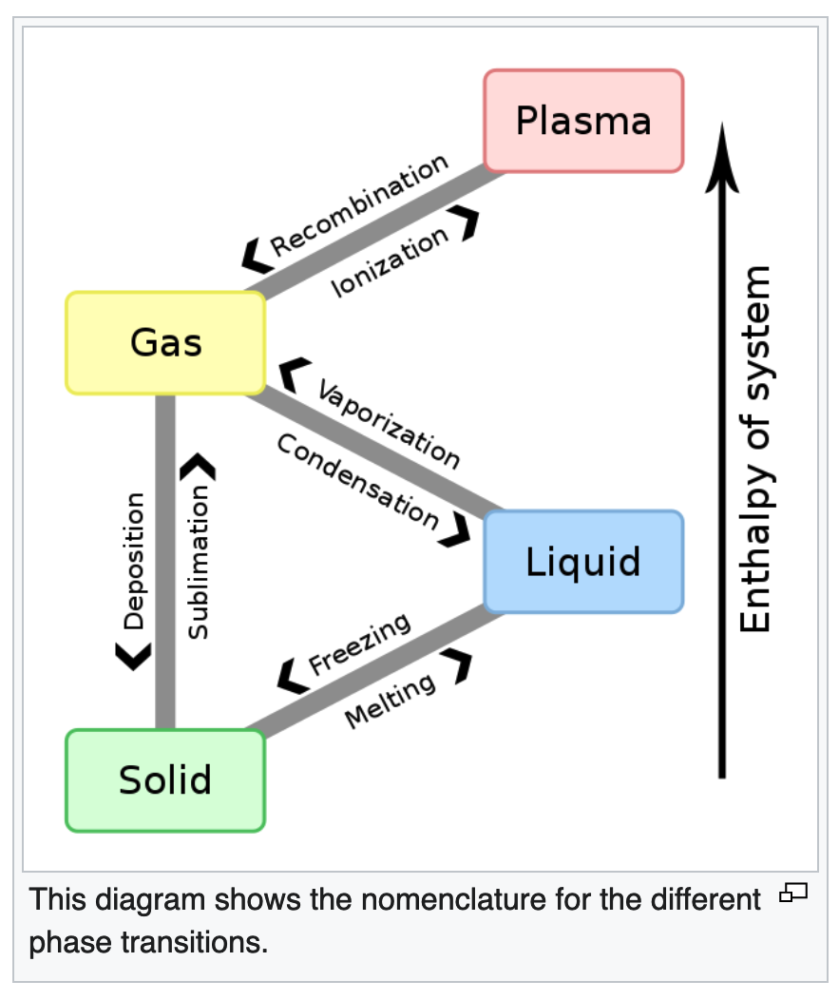 Plasma
Recombination
Ionization
Gas
Vaporization
Condensation
Enthalpy of system
Deposition
Sublimation
Liquid
Freezing
Melting
Solid
This diagram shows the nomenclature for the different
phase transitions.